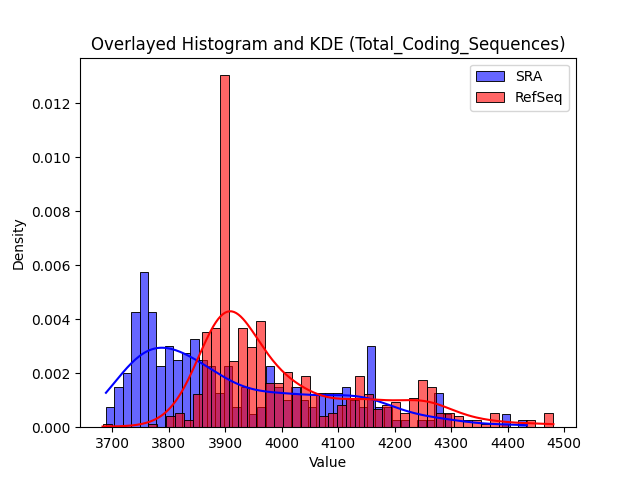 Overlayed Histogram and KDE (Total_Coding_Sequences)
SRA
RefSeq
0.012
0.010
0.008
0.006
0.004
0.002
0.000
Density
3700 3800 3900 4000 4100 4200 4300 4400 4500
Value